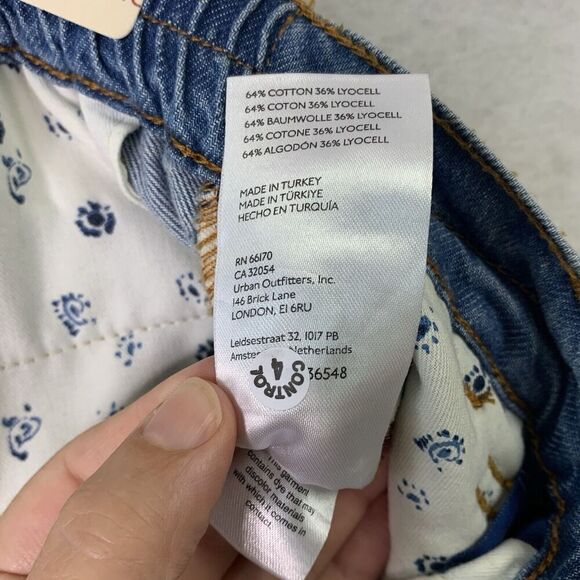 64% COTTON 36% LYOCELL
64% COTON 36% LYOCELL
64% BAUMWOLLE 36% LYOCELL
64% COTONE 36% LYOCELL
64% ALGODÓN 36% LYOCELL
MADE IN TURKEY
MADE IN TÜRKIYE
HECHO EN TURQUÍA
RN 66170
CA 32054
Urban Outfitters, Inc.
146 Brick Lane
LONDON, E1 6RU
Leidsestraat 32, 1017 PB
Netherlands
CONTROL
4
36548
This garment
contains dye that may
discolor materials
with which it comes in
contact